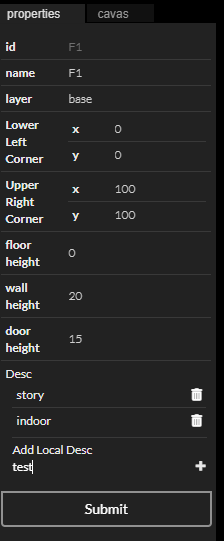 properties cavas
id F1
name F1
layer base
Lower
Left x 0
Corner y 0
Upper
Right x 100
Corner y 100
floor
height 0
wall
height 20
door
height 15
Desc
story
indoor
Add Local Desc
test
Submit